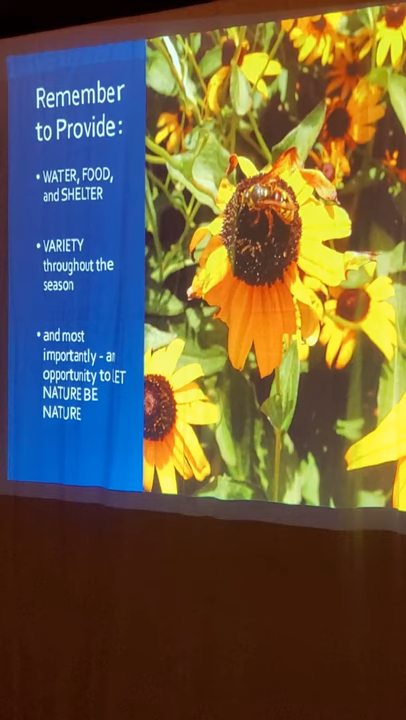 Remember
to Provide:
• WATER, FOOD,
and SHELTER
• VARIETY
throughout the
season
• and most
importantly - an
opportunity to LET
NATURE BE
NATURE